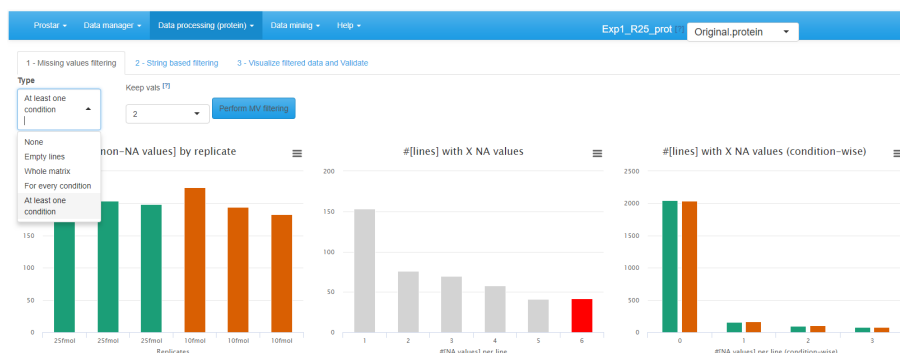 Prostar Data manager Data processing (protein) Data mining Help Exp1_R25_prot [?] Original.protein
1 - Missing values filtering 2 - String based filtering 3 - Visualize filtered data and Validate
Type
Keep vals [?]
At least one
condition
2 Perform MV filtering
None
Empty lines
Whole matrix
For every condition
At least one
condition
non-NA values] by replicate
150
100
50
0
25fmol 25fmol 25fmol 10fmol 10fmol 10fmol
Replicates
#[lines] with X NA values
200
150
100
50
0
1 2 3 4 5 6
#[NA values] per line
#[lines] with X NA values (condition-wise)
2500
2000
1500
1000
500
0
0 1 2 3
#[NA values] per line (condition-wise)